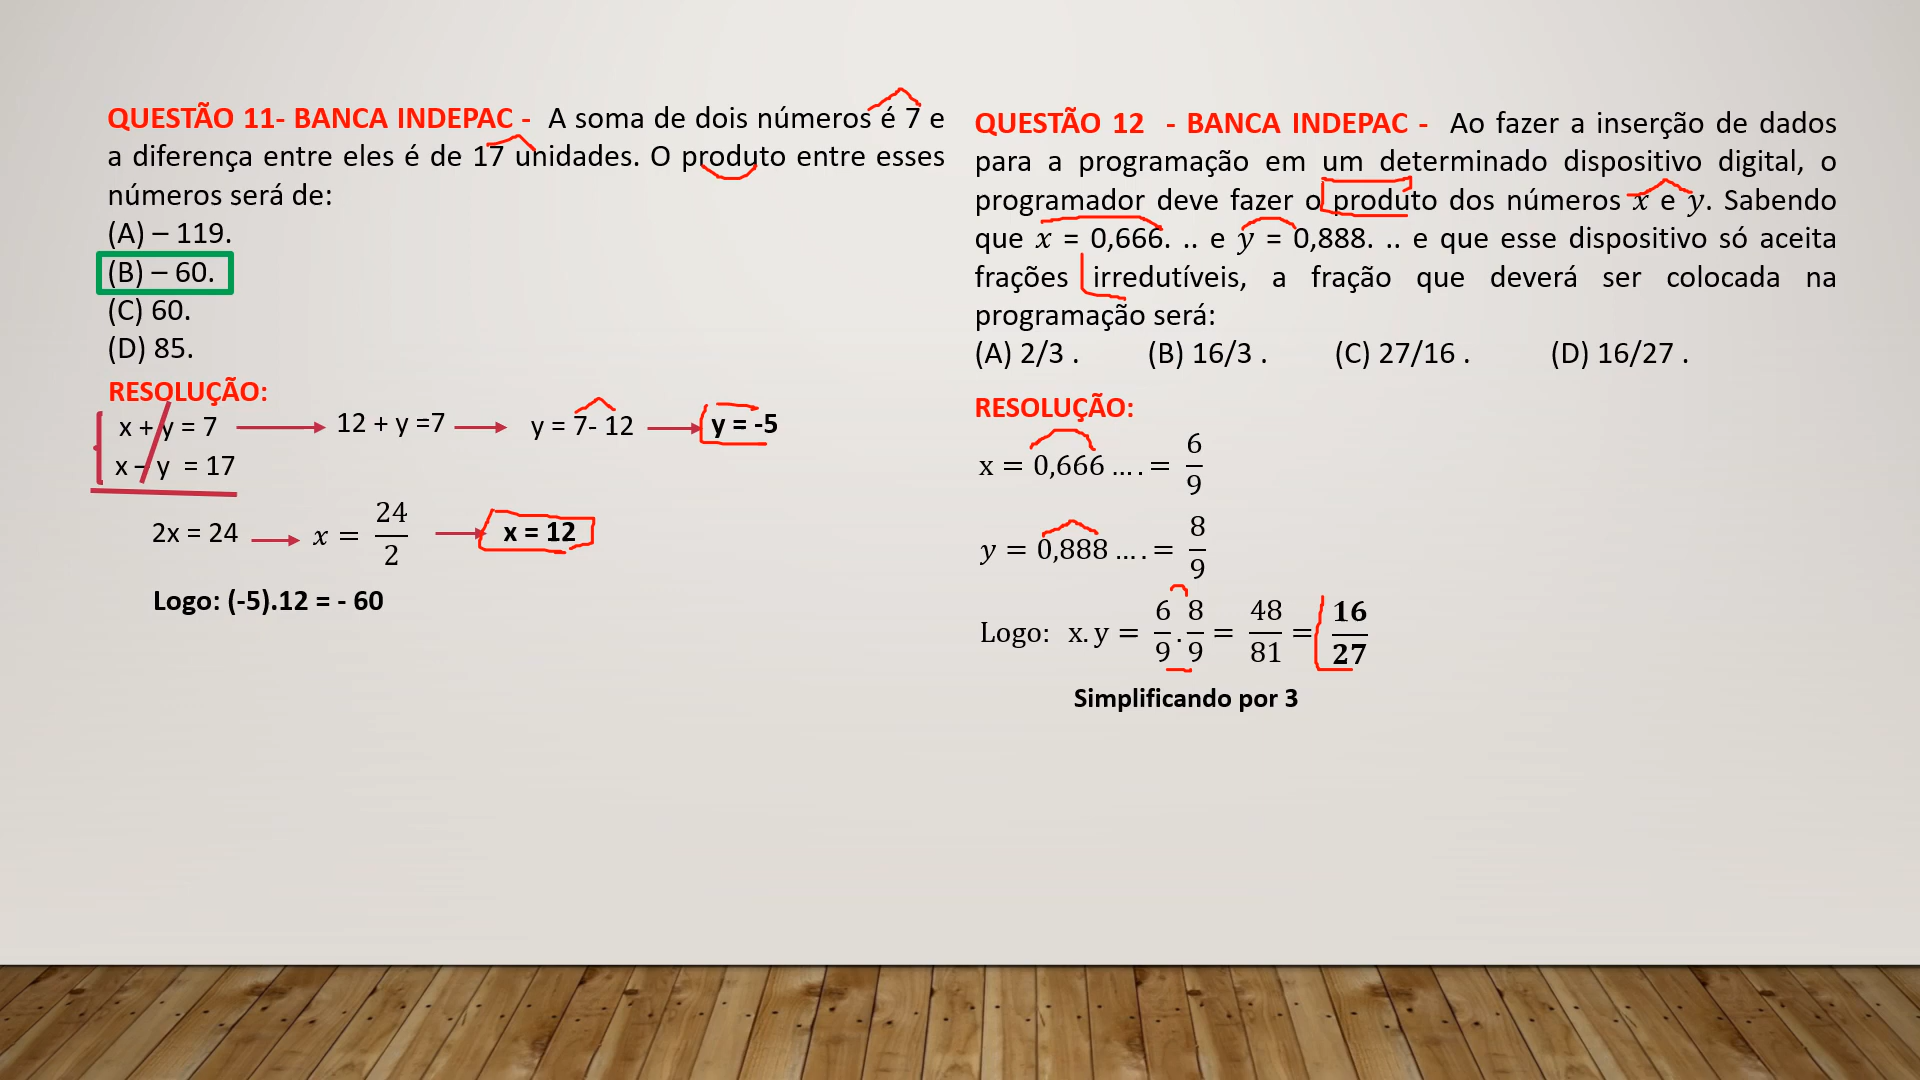 QUESTÃO 11- BANCA INDEPAC - A soma de dois números é 7 e
a diferença entre eles é de 17 unidades. O produto entre esses
números será de:
(A) – 119.
(B) – 60.
(C) 60.
(D) 85.
RESOLUÇÃO:
x + y = 7 12 + y =7 y = 7- 12 y = -5
x – y = 17
2x = 24 x = 24/2 x = 12
Logo: (-5).12 = - 60
QUESTÃO 12 - BANCA INDEPAC - Ao fazer a inserção de dados
para a programação em um determinado dispositivo digital, o
programador deve fazer o produto dos números x e y. Sabendo
que x = 0,666. .. e y = 0,888. .. e que esse dispositivo só aceita
frações irredutíveis, a fração que deverá ser colocada na
programação será:
(A) 2/3 . (B) 16/3 . (C) 27/16 . (D) 16/27 .
RESOLUÇÃO:
x = 0,666 .... = 6/9
y = 0,888 .... = 8/9
Logo: x. y = 6/9 . 8/9 = 48/81 = 16/27
Simplificando por 3